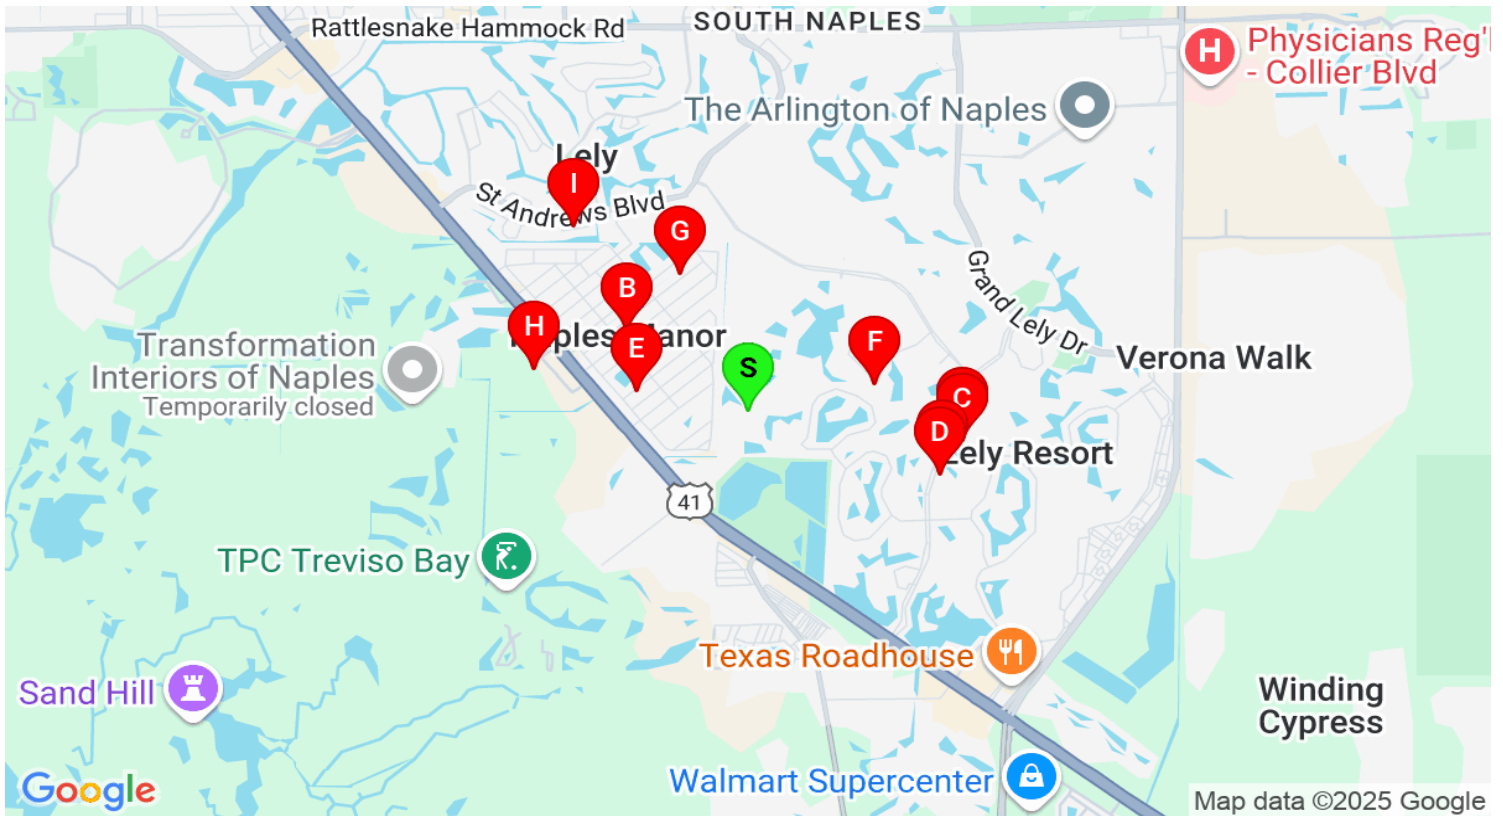 Rattlesnake Hammock Rd
SOUTH NAPLES
H
Physicians Reg'l
- Collier Blvd
The Arlington of Naples
Lely
I
St Andrews Blvd
G
Grand Lely Dr
B
H
Naples Manor
E
S
F
Transformation
Interiors of Naples
Temporarily closed
Verona Walk
C
D
Lely Resort
41
TPC Treviso Bay
Texas Roadhouse
Sand Hill
Winding
Cypress
Walmart Supercenter
Google
Map data ©2025 Google